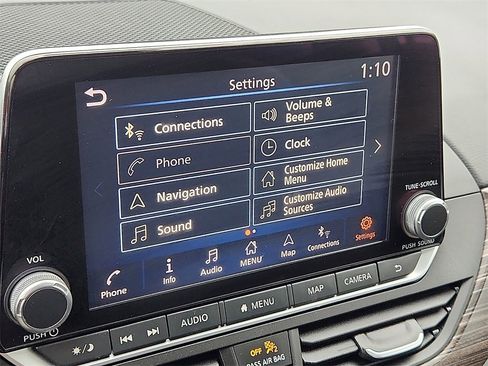 Settings
1:10
Connections
Volume &
Beeps
Phone
Clock
Navigation
Customize Home
Menu
Sound
Customize Audio
Sources
Phone
Info
Audio
MENU
Map
Connections
Settings
VOL
PUSH
TUNE•SCROLL
PUSH SOUND
AUDIO
MENU
MAP
CAMERA
OFF
2
PASS AIR BAG